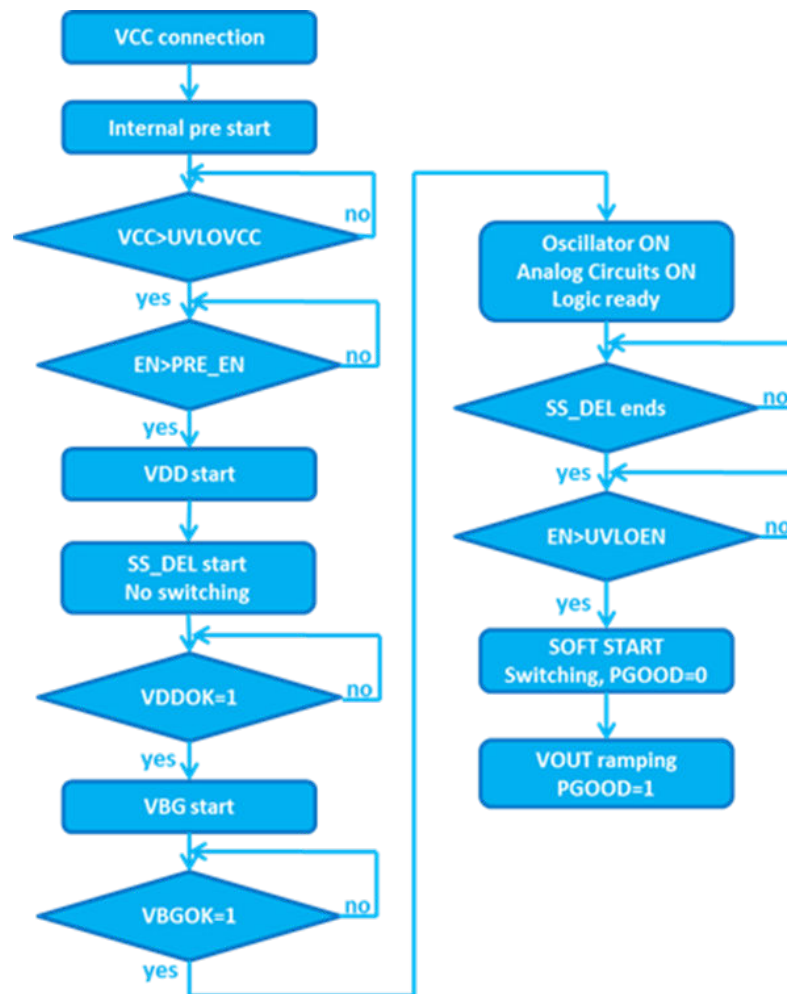 VCC connection
Internal pre start
no
VCC>UVLOVCC
yes
EN>PRE_EN
no
yes
VDD start
SS_DEL start
No switching
VDDOK=1
no
yes
VBG start
VBGOK=1
no
yes
Oscillator ON
Analog Circuits ON
Logic ready
SS_DEL ends
no
yes
EN>UVLOEN
no
yes
SOFT START
Switching, PGOOD=0
VOUT ramping
PGOOD=1